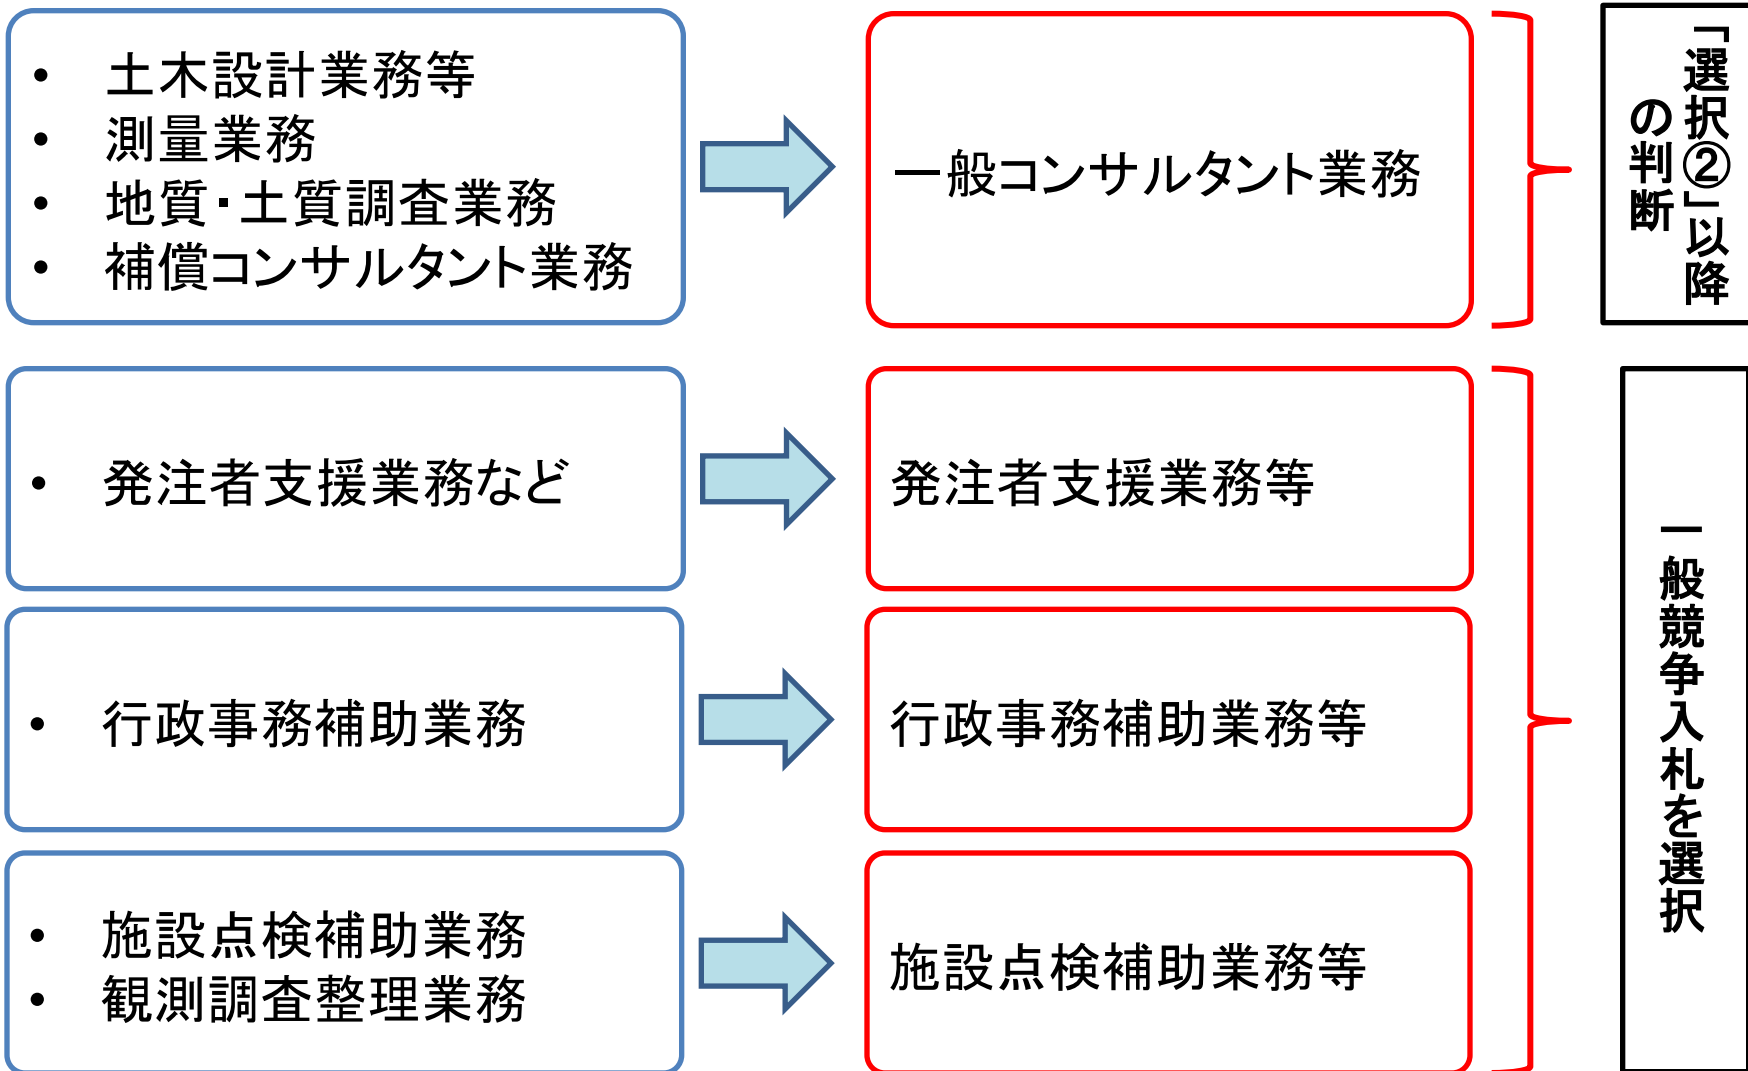 • 土木設計業務等
• 測量業務
• 地質・土質調査業務
• 補償コンサルタント業務
一般コンサルタント業務
「選択②」以降
の判断
• 発注者支援業務など
発注者支援業務等
• 行政事務補助業務
行政事務補助業務等
• 施設点検補助業務
• 観測調査整理業務
施設点検補助業務等
一般競争入札を選択